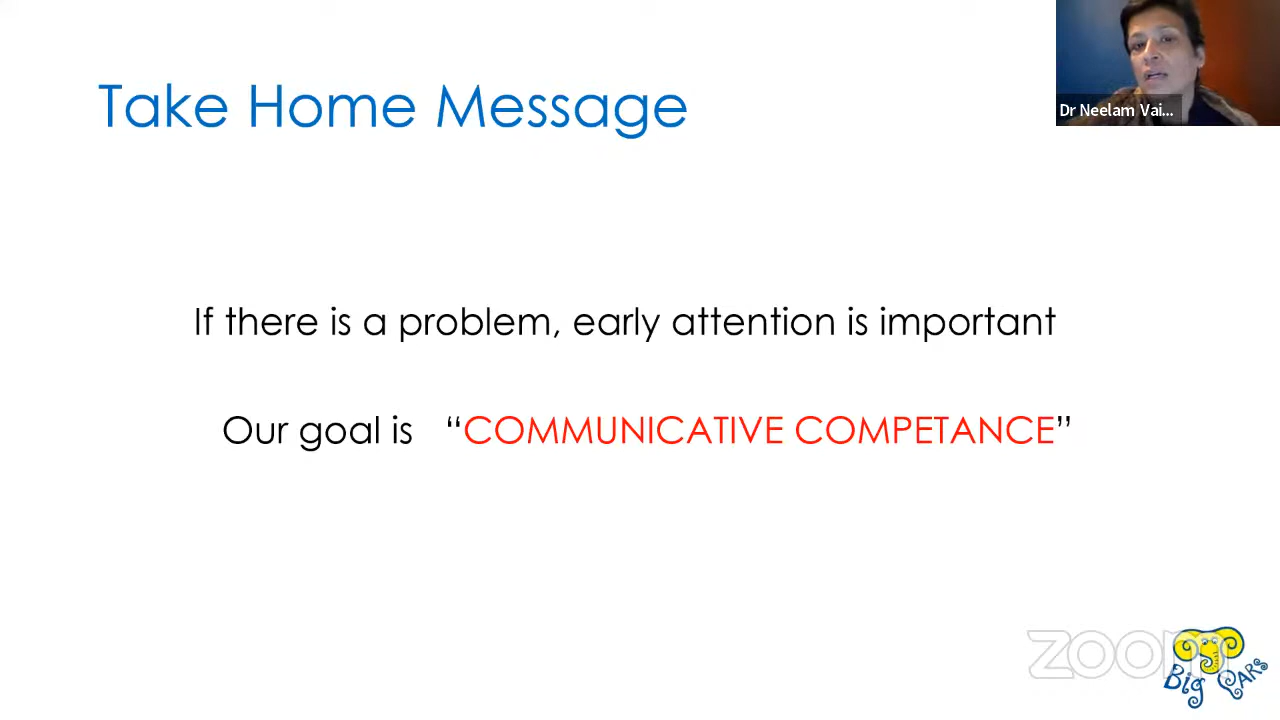 Take Home Message
Dr Neelam Vai...
If there is a problem, early attention is important
Our goal is “COMMUNICATIVE COMPETANCE”
zoom
Big EARS